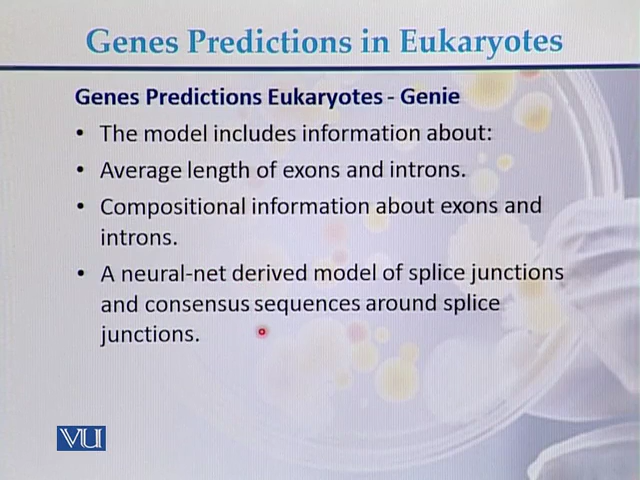 Genes Predictions in Eukaryotes
Genes Predictions Eukaryotes - Genie
• The model includes information about:
• Average length of exons and introns.
• Compositional information about exons and
introns.
• A neural-net derived model of splice junctions
and consensus sequences around splice
junctions.
VU